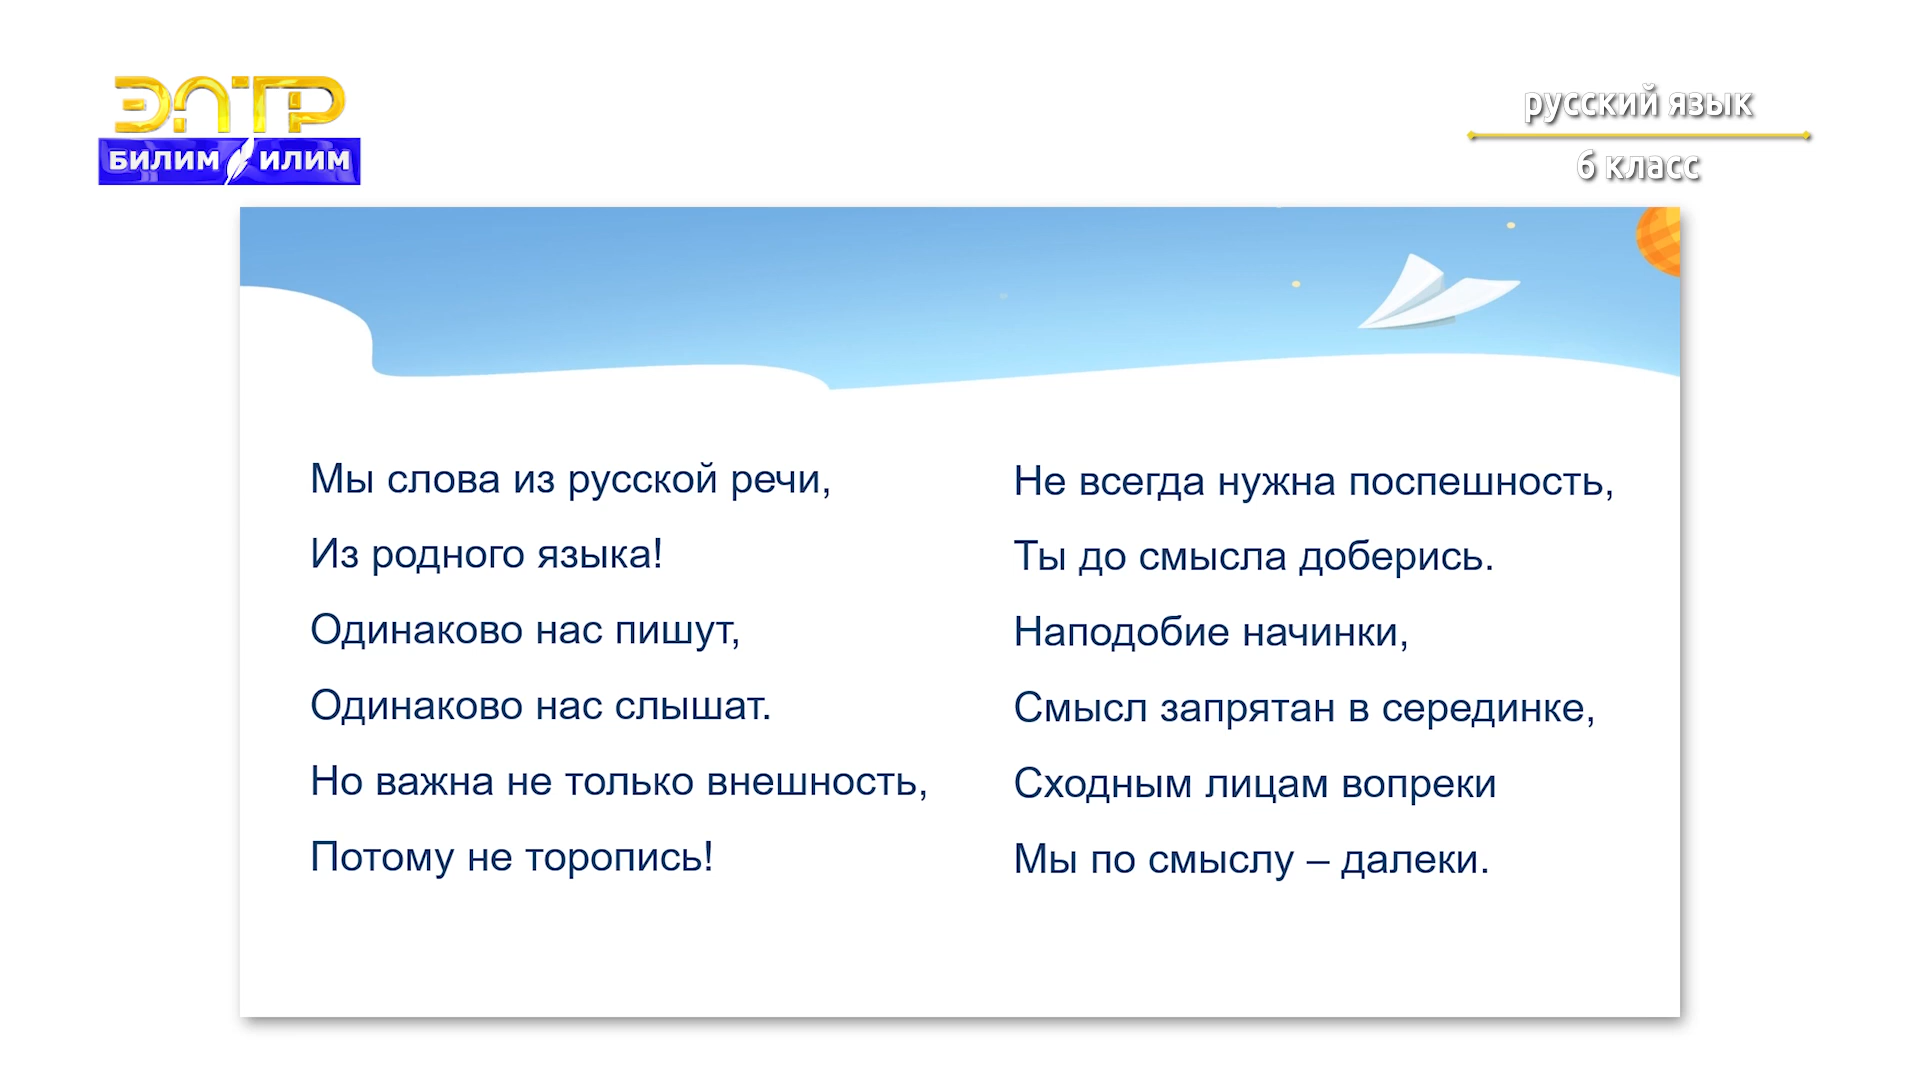 ЭЛТР
БИЛИМ ИЛИМ
русский язык
6 класс
Мы слова из русской речи,
Из родного языка!
Одинаково нас пишут,
Одинаково нас слышат.
Но важна не только внешность,
Потому не торопись!
Не всегда нужна поспешность,
Ты до смысла доберись.
Наподобие начинки,
Смысл запрятан в серединке,
Сходным лицам вопреки
Мы по смыслу – далеки.